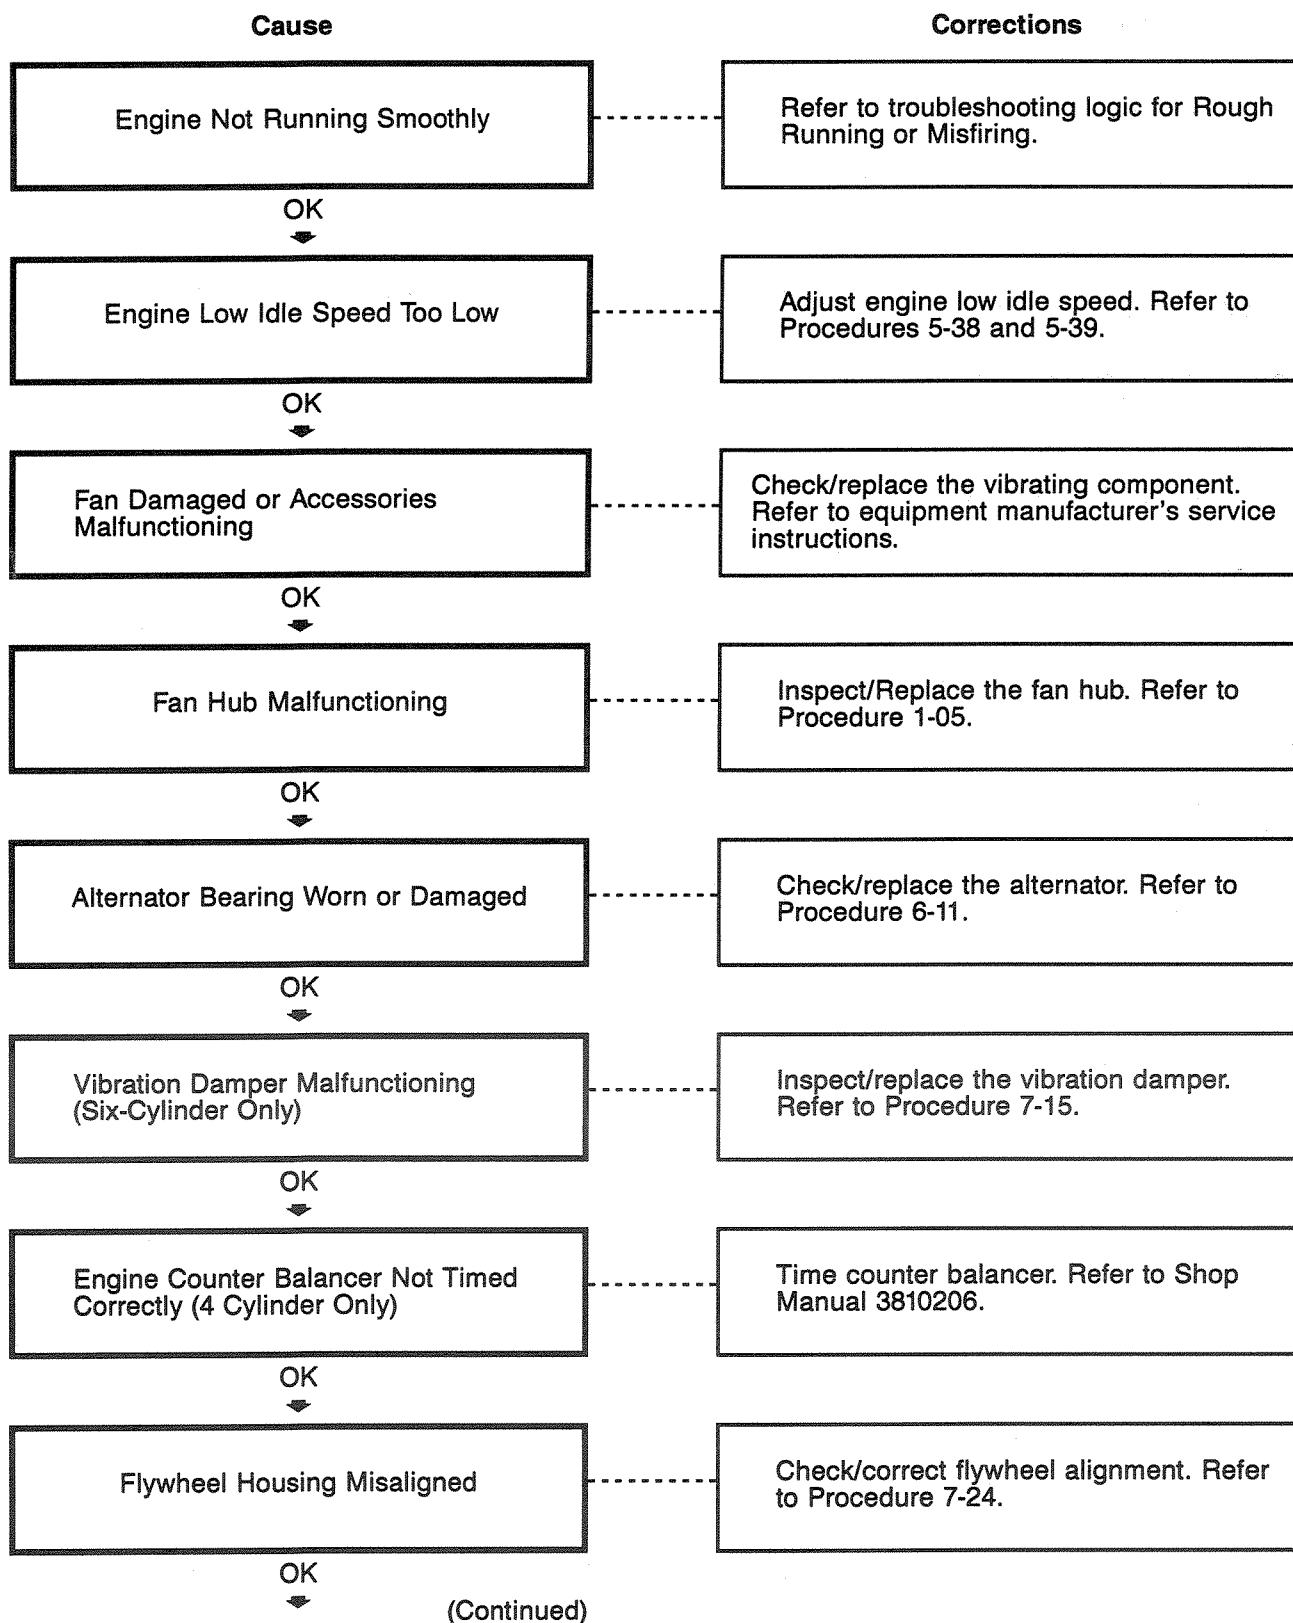 Cause
Corrections
Engine Not Running Smoothly
Refer to troubleshooting logic for Rough
Running or Misfiring.
OK
Engine Low Idle Speed Too Low
Adjust engine low idle speed. Refer to
Procedures 5-38 and 5-39.
OK
Fan Damaged or Accessories
Malfunctioning
Check/replace the vibrating component.
Refer to equipment manufacturer's service
instructions.
OK
Fan Hub Malfunctioning
Inspect/Replace the fan hub. Refer to
Procedure 1-05.
OK
Alternator Bearing Worn or Damaged
Check/replace the alternator. Refer to
Procedure 6-11.
OK
Vibration Damper Malfunctioning
(Six-Cylinder Only)
Inspect/replace the vibration damper.
Refer to Procedure 7-15.
OK
Engine Counter Balancer Not Timed
Correctly (4 Cylinder Only)
Time counter balancer. Refer to Shop
Manual 3810206.
OK
Flywheel Housing Misaligned
Check/correct flywheel alignment. Refer
to Procedure 7-24.
OK
(Continued)